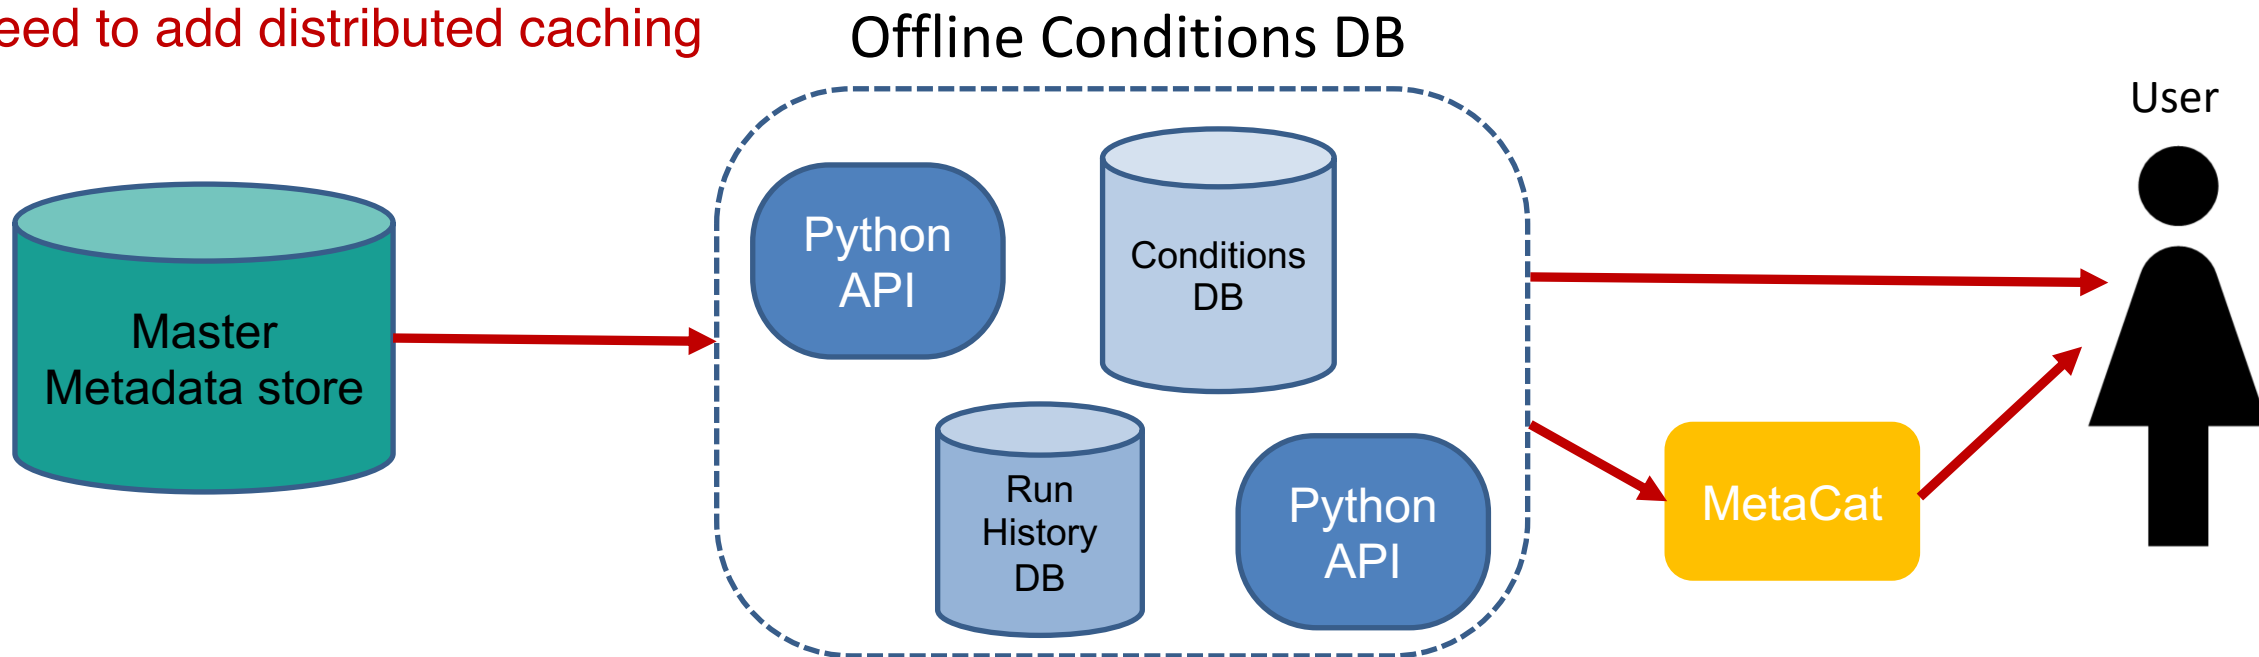 eed to add distributed caching
Offline Conditions DB
User
Python
API
Conditions
DB
Master
Metadata store
Run
History
DB
Python
API
MetaCat